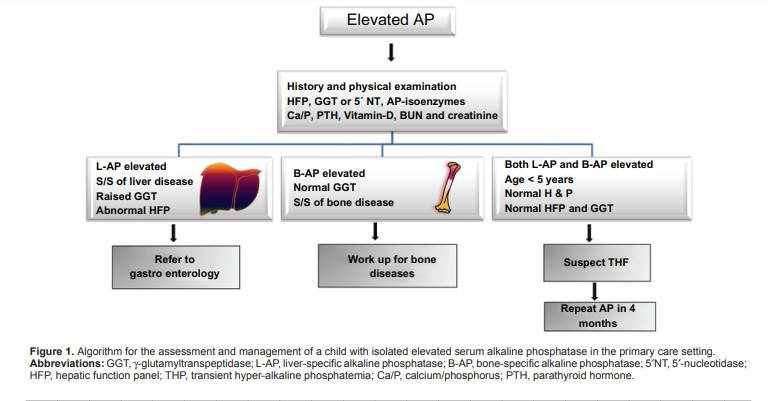 Elevated AP
History and physical examination
HFP, GGT or 5´ NT, AP-isoenzymes
Ca/P, PTH, Vitamin-D, BUN and creatinine
L-AP elevated
S/S of liver disease
Raised GGT
Abnormal HFP
B-AP elevated
Normal GGT
S/S of bone disease
Both L-AP and B-AP elevated
Age < 5 years
Normal H & P
Normal HFP and GGT
Refer to
gastro enterology
Work up for bone
diseases
Suspect THF
Repeat AP in 4
months
Figure 1. Algorithm for the assessment and management of a child with isolated elevated serum alkaline phosphatase in the primary care setting.
Abbreviations: GGT, γ-glutamyltranspeptidase; L-AP, liver-specific alkaline phosphatase; B-AP, bone-specific alkaline phosphatase; 5′NT, 5′-nucleotidase;
HFP, hepatic function panel; THP, transient hyper-alkaline phosphatemia; Ca/P, calcium/phosphorus; PTH, parathyroid hormone.